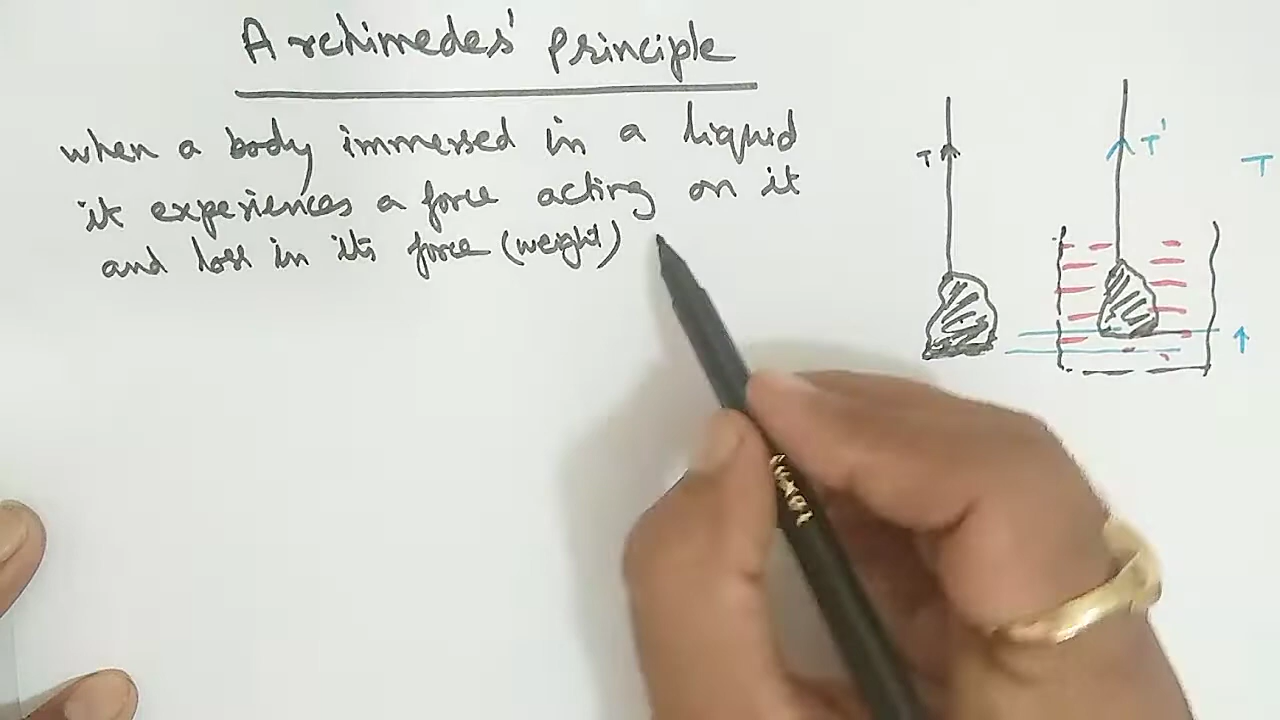 Archimedes' principle
when a body immersed in a liquid
it experiences a force acting on it
and loss in its force (weight)
T
T'
T